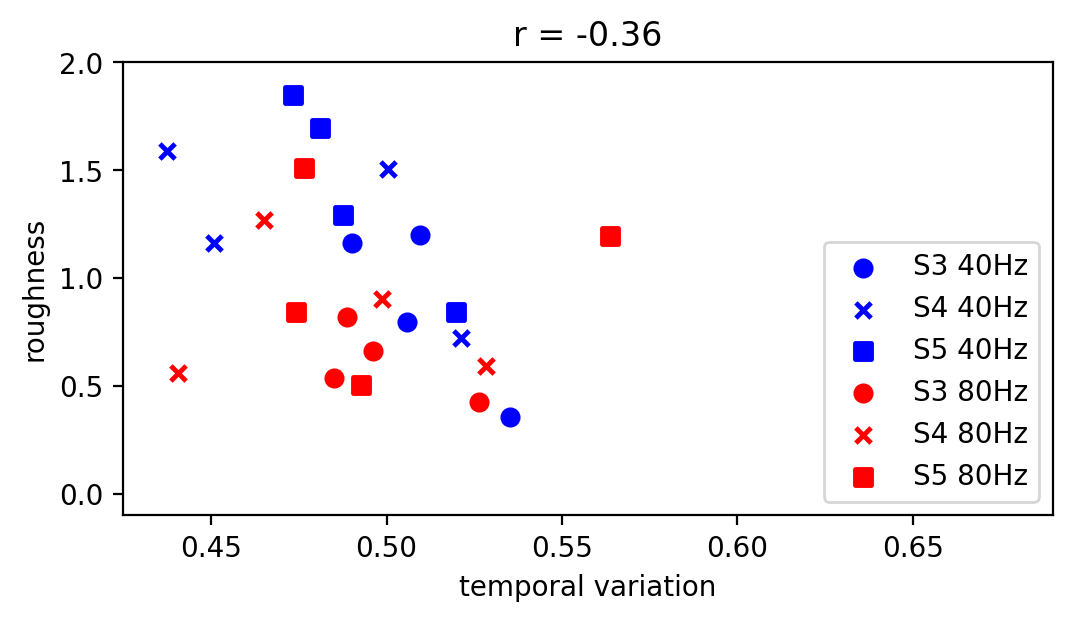 r = -0.36
2.0
1.5
1.0
0.5
0.0
roughness
0.45 0.50 0.55 0.60 0.65
temporal variation
S3 40Hz
S4 40Hz
S5 40Hz
S3 80Hz
S4 80Hz
S5 80Hz